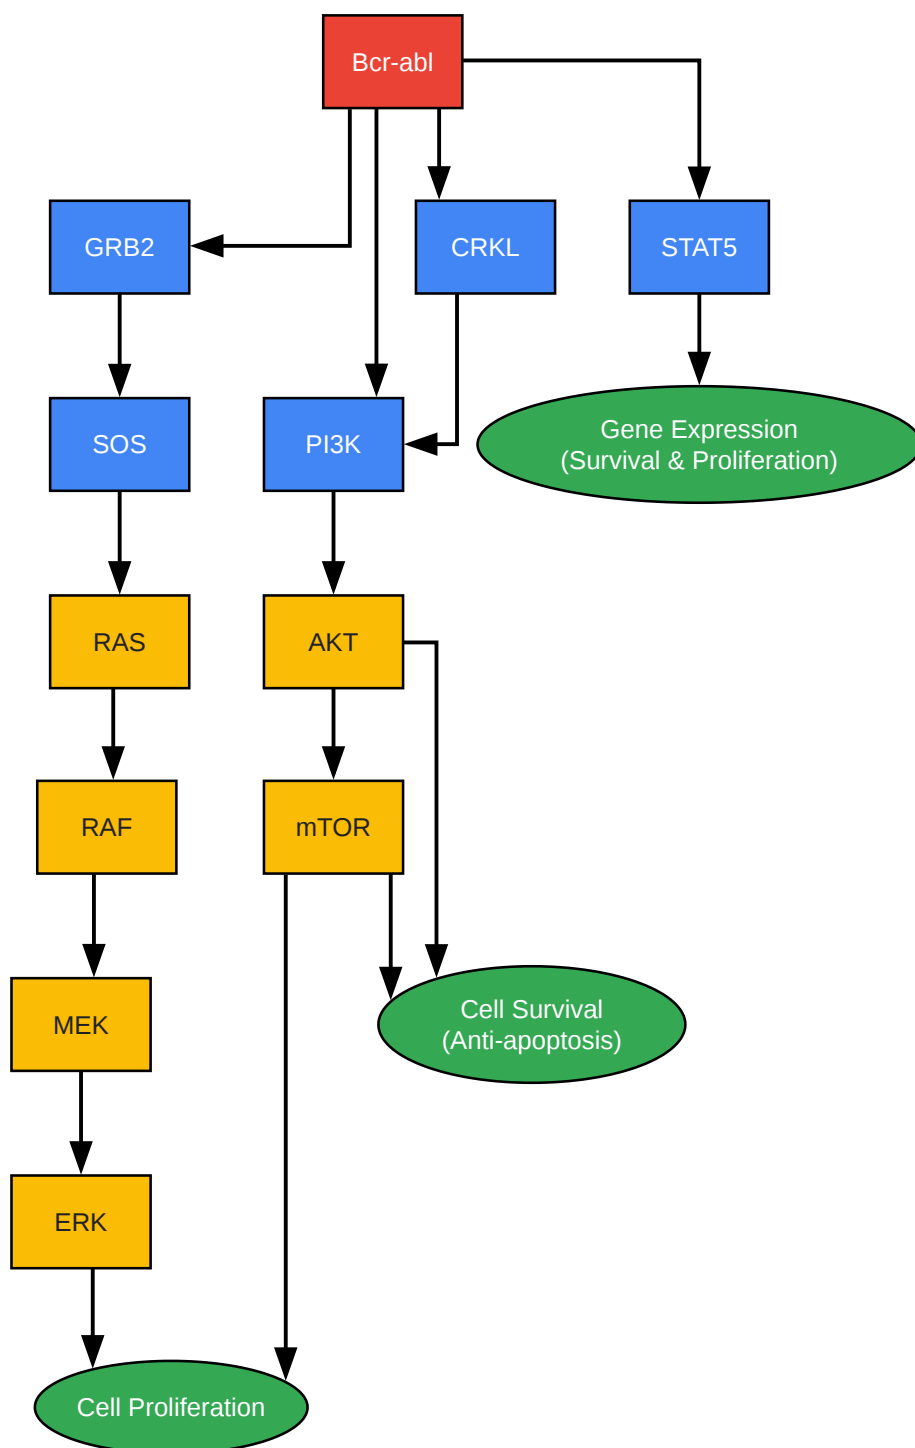 Bcr-abl
GRB2
CRKL
STAT5
SOS
PI3K
Gene Expression
(Survival & Proliferation)
RAS
AKT
RAF
mTOR
MEK
Cell Survival
(Anti-apoptosis)
ERK
Cell Proliferation